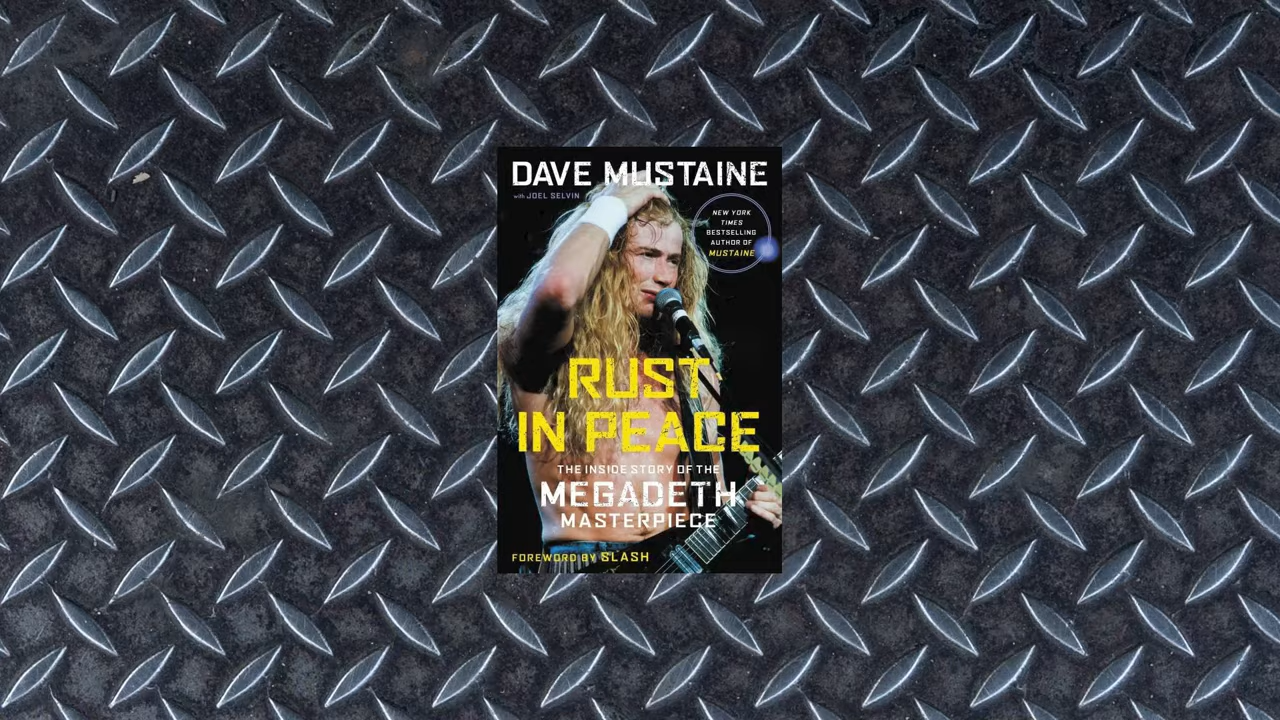 DAVE MUSTAINE
with JOEL SELVIN
NEW YORK
TIMES
BESTSELLING
AUTHOR OF
MUSTAINE
RUST
IN PEACE
THE INSIDE STORY OF THE
MEGADETH
MASTERPIECE
FOREWORD BY SLASH